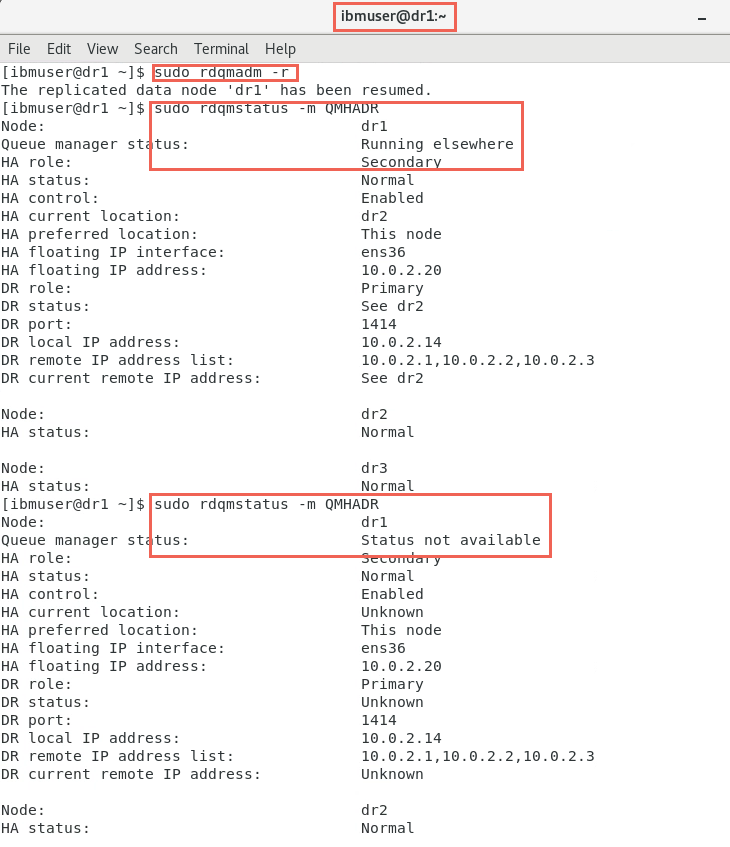 ibmuser@dr1:~
File Edit View Search Terminal Help
[ibmuser@dr1 ~]$ sudo rdqmadm -r
The replicated data node 'dr1' has been resumed.
[ibmuser@dr1 ~]$ sudo rdqmstatus -m QMHADR
Node: dr1
Queue manager status: Running elsewhere
HA role: Secondary
HA status: Normal
HA control: Enabled
HA current location: dr2
HA preferred location: This node
HA floating IP interface: ens36
HA floating IP address: 10.0.2.20
DR role: Primary
DR status: See dr2
DR port: 1414
DR local IP address: 10.0.2.14
DR remote IP address list: 10.0.2.1,10.0.2.2,10.0.2.3
DR current remote IP address: See dr2
Node: dr2
HA status: Normal
Node: dr3
HA status: Normal
[ibmuser@dr1 ~]$ sudo rdqmstatus -m QMHADR
Node: dr1
Queue manager status: Status not available
HA role: Secondary
HA status: Normal
HA control: Enabled
HA current location: Unknown
HA preferred location: This node
HA floating IP interface: ens36
HA floating IP address: 10.0.2.20
DR role: Primary
DR status: Unknown
DR port: 1414
DR local IP address: 10.0.2.14
DR remote IP address list: 10.0.2.1,10.0.2.2,10.0.2.3
DR current remote IP address: Unknown
Node: dr2
HA status: Normal